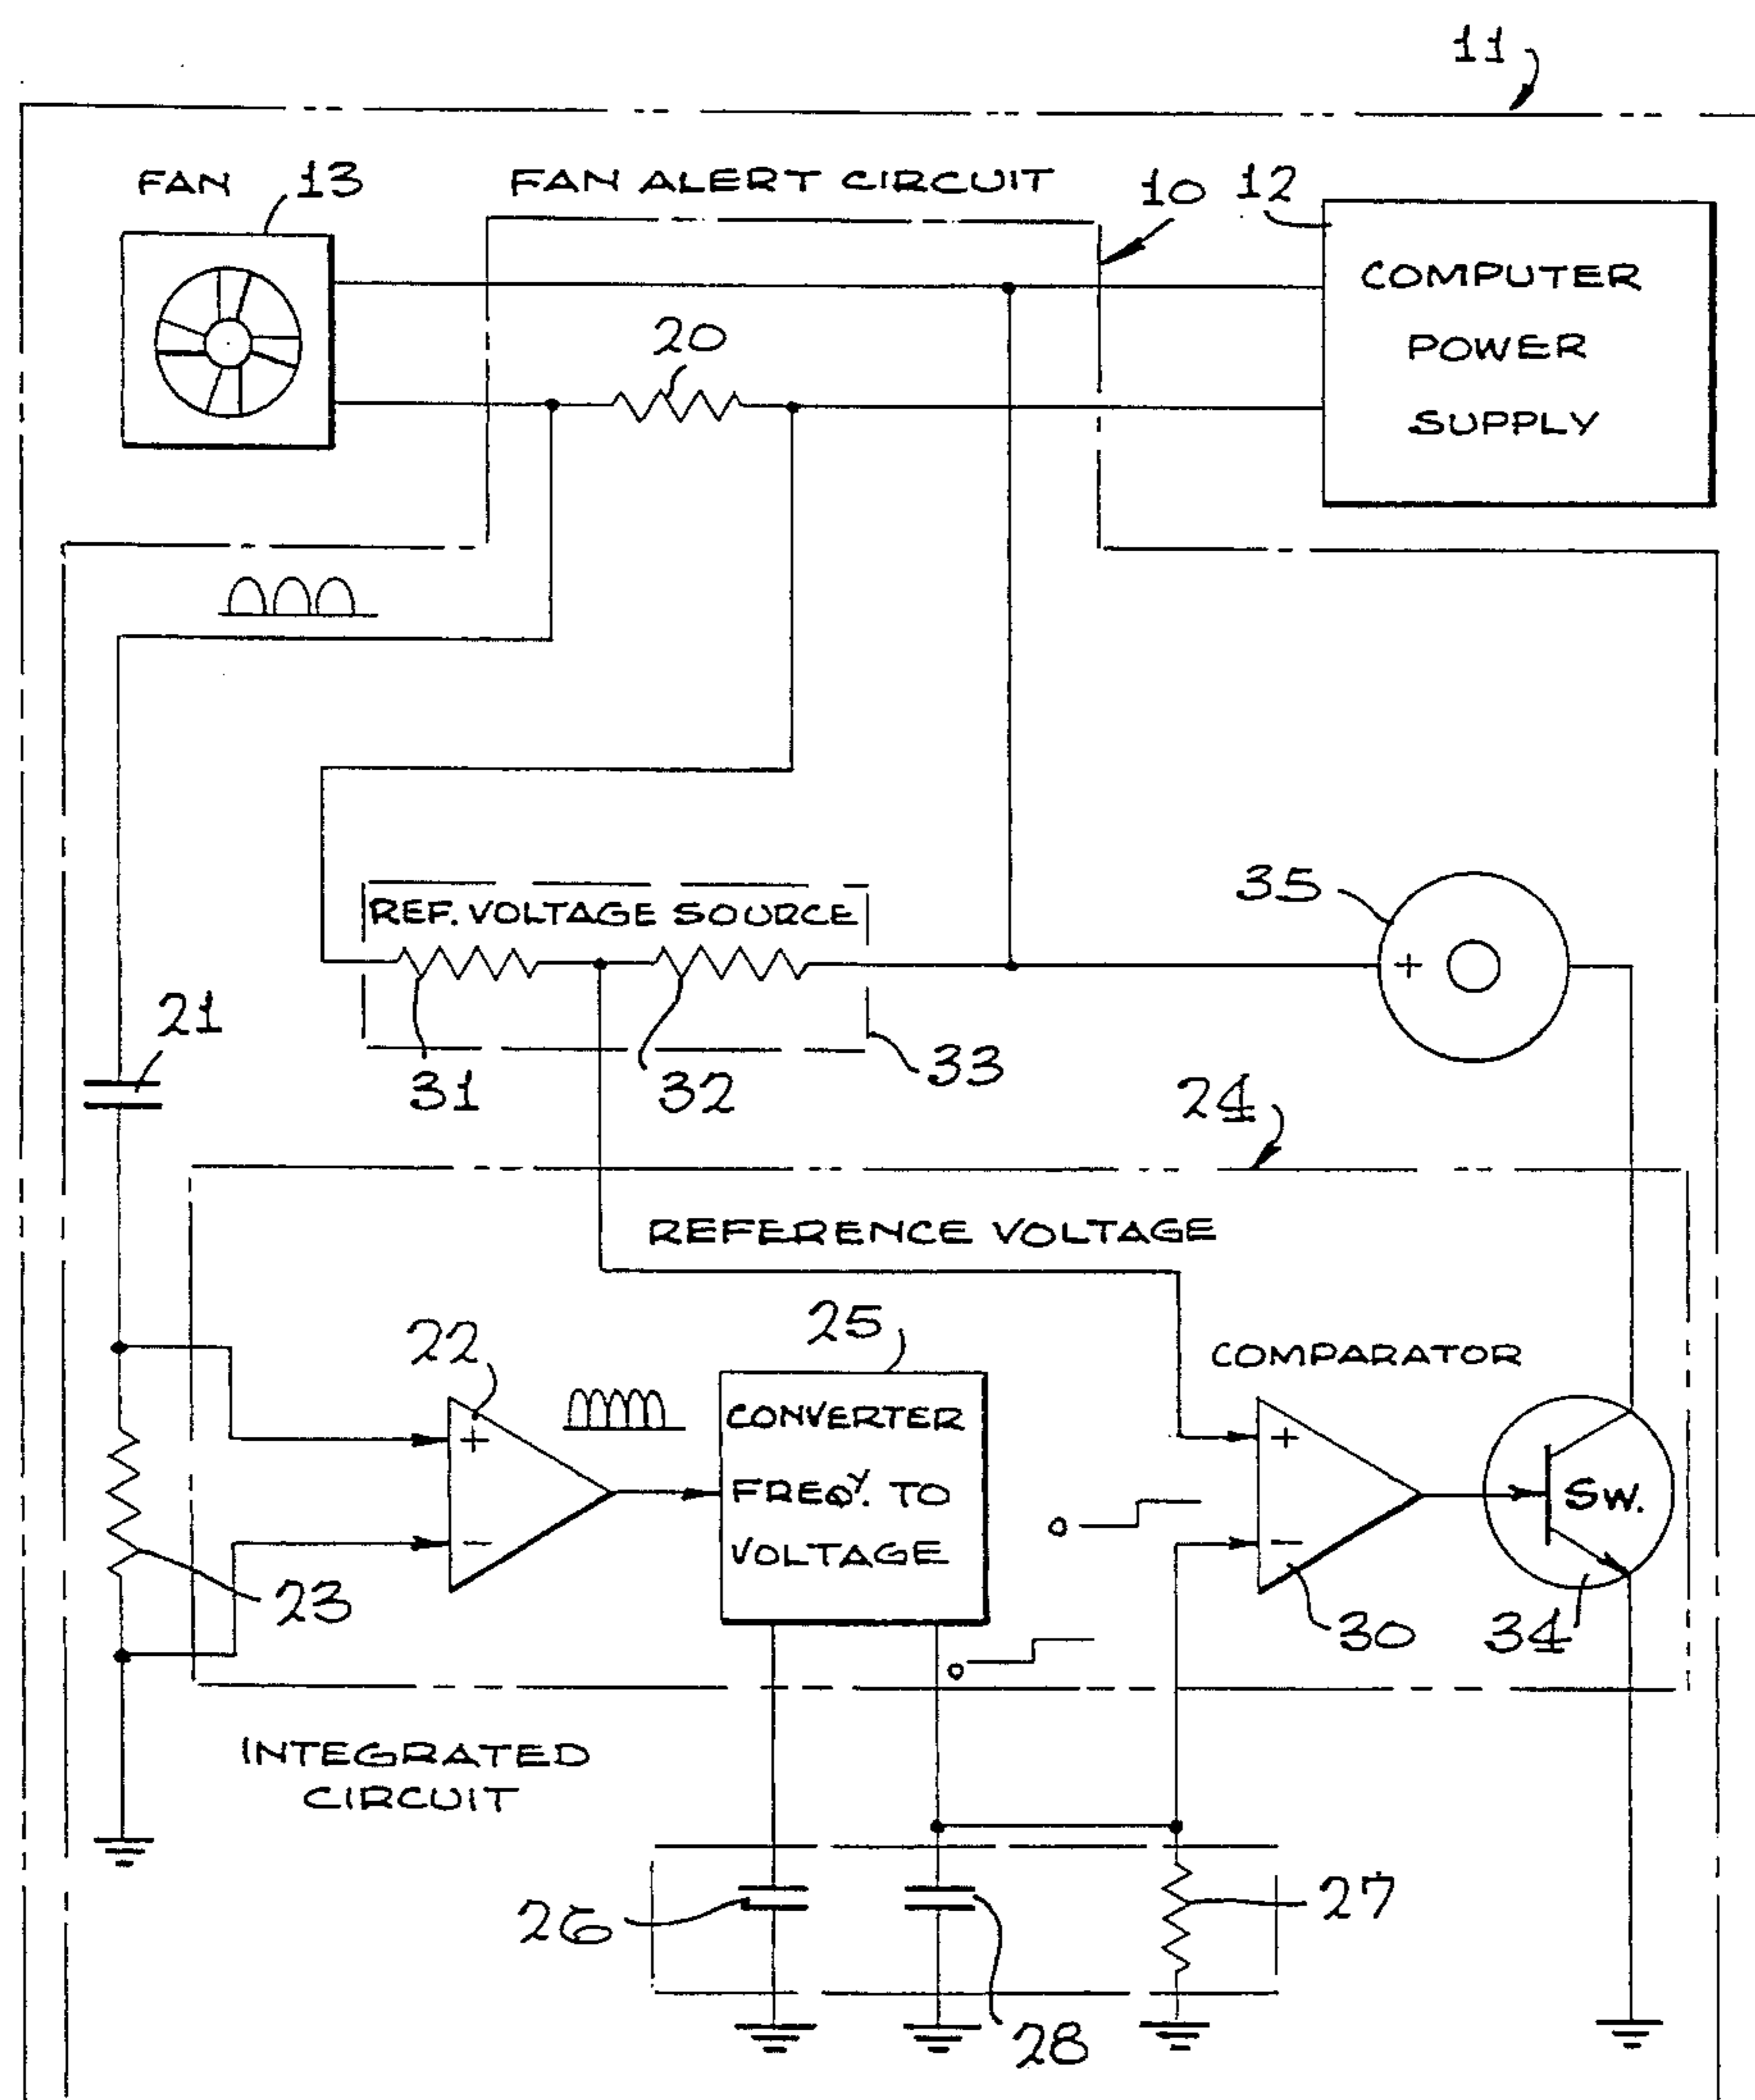 11
FAN 13
FAN ALERT CIRCUIT
10
12
COMPUTER
POWER
SUPPLY
20
35
REF. VOLTAGE SOURCE
+
21
31
32
33
24
REFERENCE VOLTAGE
22
25
COMPARATOR
+
CONVERTER
FREQY. TO
VOLTAGE
+
SW.
-
-
23
30
34
INTEGRATED
CIRCUIT
26
28
27